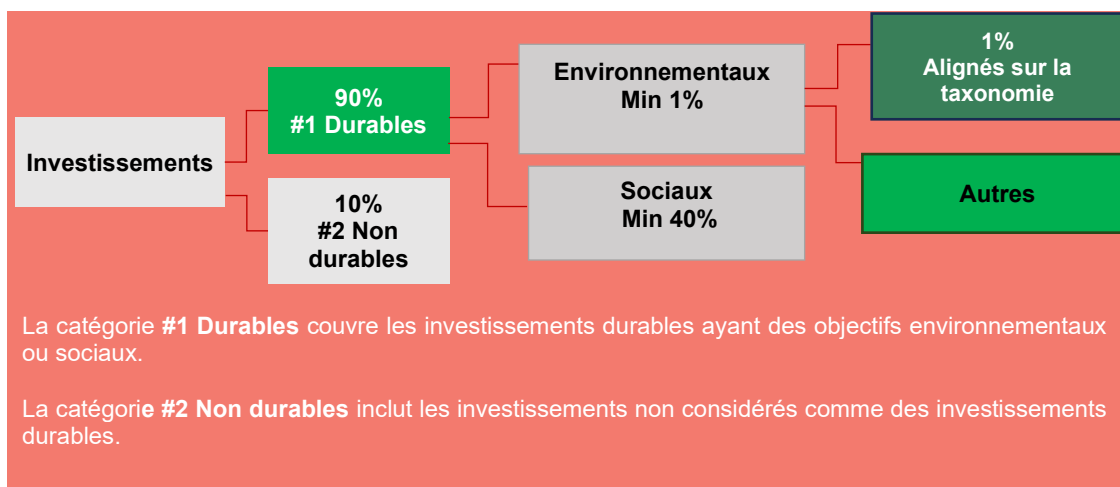 Investissements
90%
#1 Durables
10%
#2 Non
durables
Environnementaux
Min 1%
Sociaux
Min 40%
1%
Alignés sur la
taxonomie
Autres
La catégorie #1 Durables couvre les investissements durables ayant des objectifs environnementaux
ou sociaux.
La catégorie #2 Non durables inclut les investissements non considérés comme des investissements
durables.